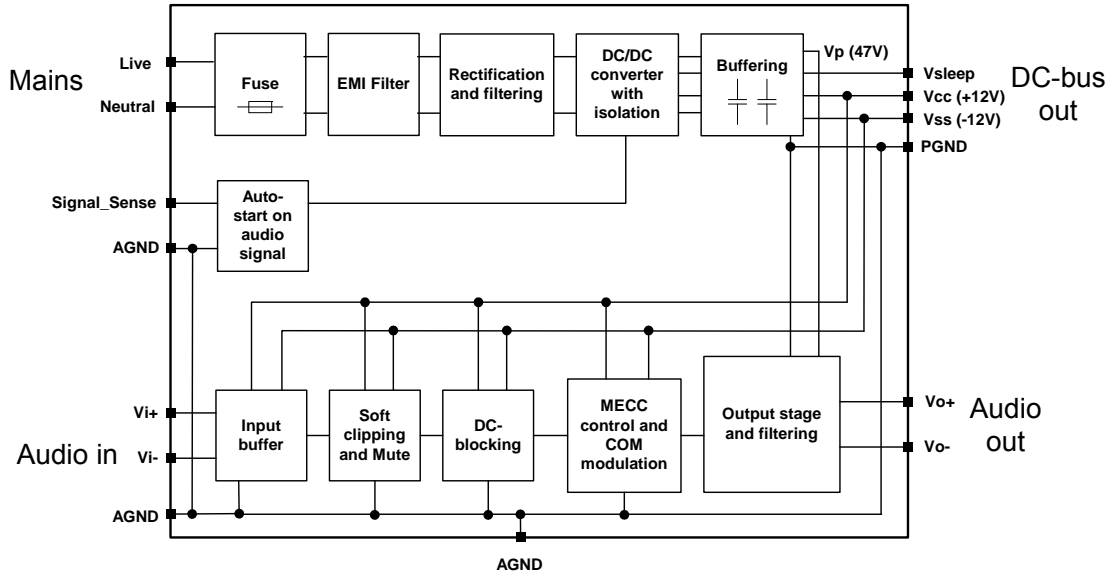 Mains
Live
Neutral
Fuse
EMI Filter
Rectification
and filtering
DC/DC
converter
with
isolation
Buffering
Vp (47V)
Vsleep
Vcc (+12V)
Vss (-12V)
PGND
DC-bus
out
Signal_Sense
AGND
Auto-
start on
audio
signal
Audio in
Vi+
Vi-
AGND
Input
buffer
Soft
clipping
and Mute
DC-
blocking
MECC
control and
COM
modulation
Output stage
and filtering
Vo+
Vo-
Audio
out
AGND